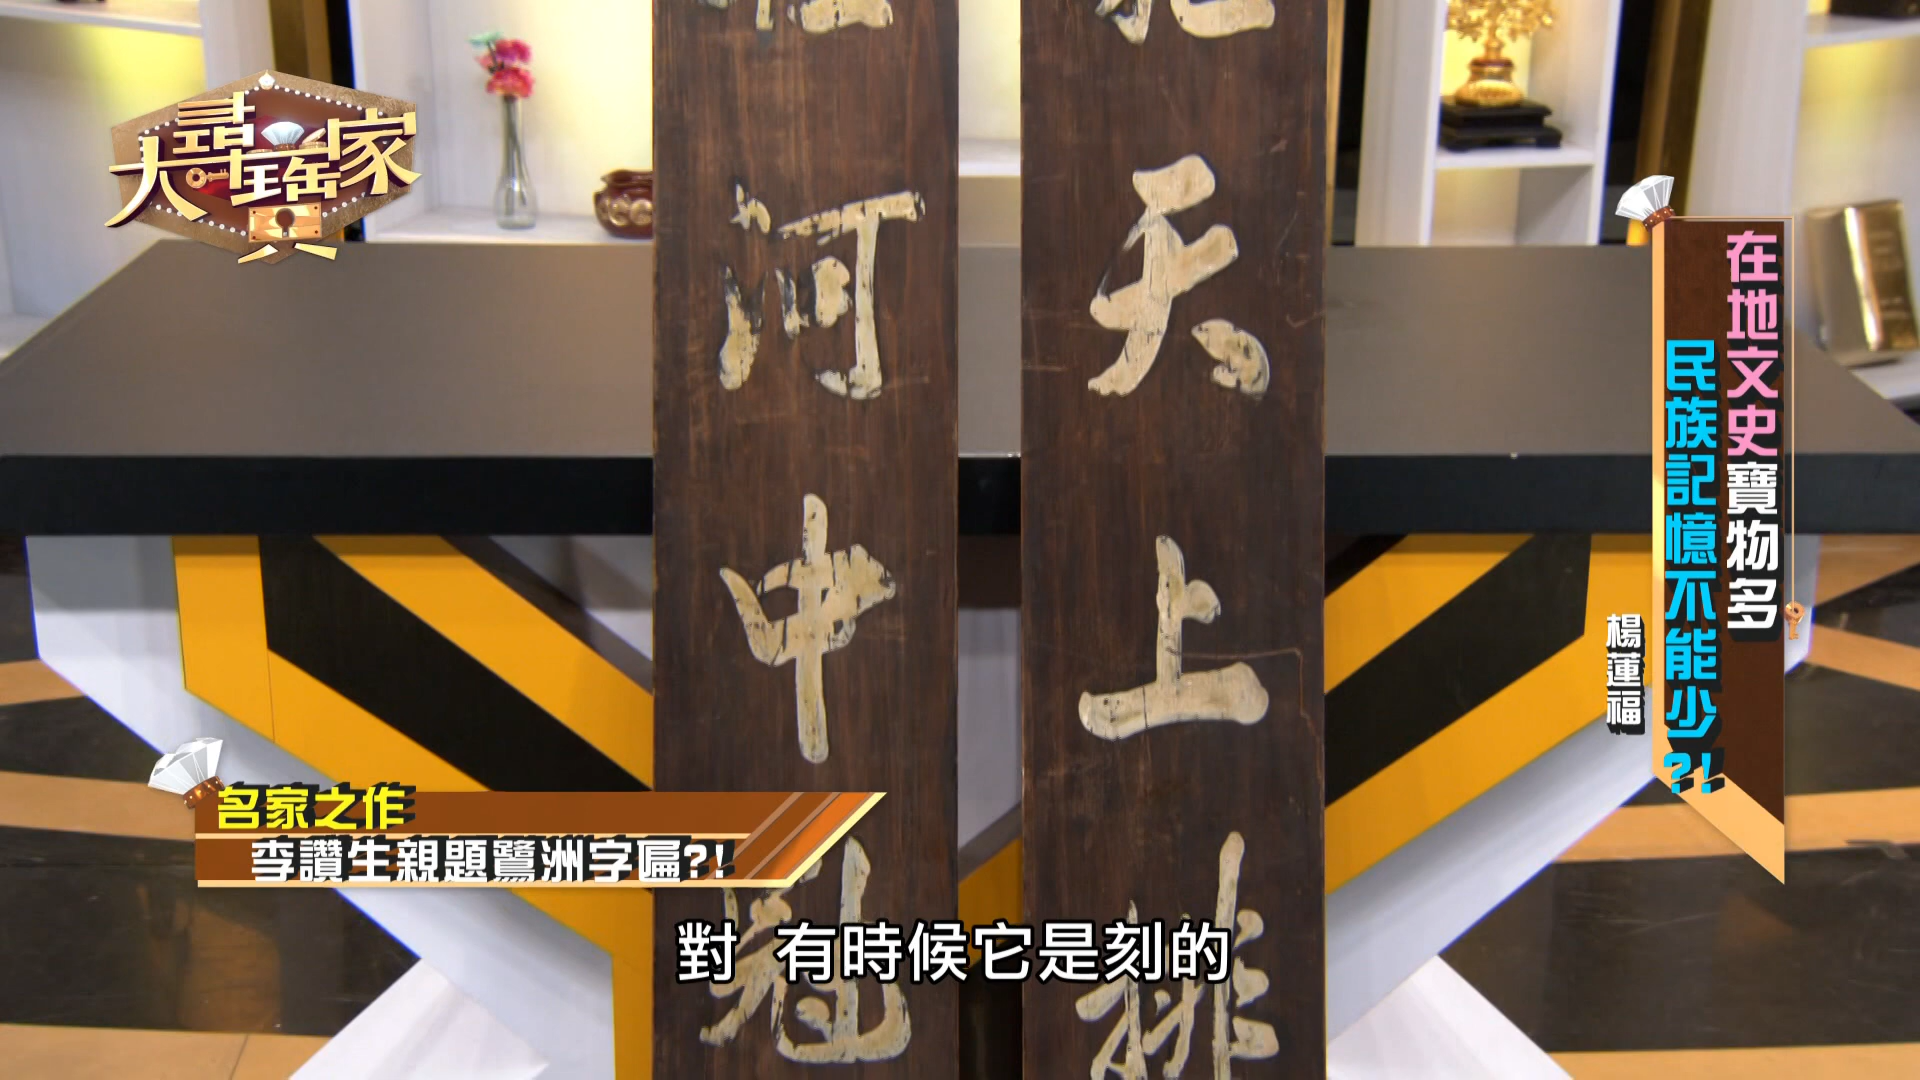 大尋寶家
在地文史寶物多
民族記憶不能少?!
楊蓮福
天上排
河中冠
名家之作
李讚生親題鷺洲字匾?!
對 有時候它是刻的